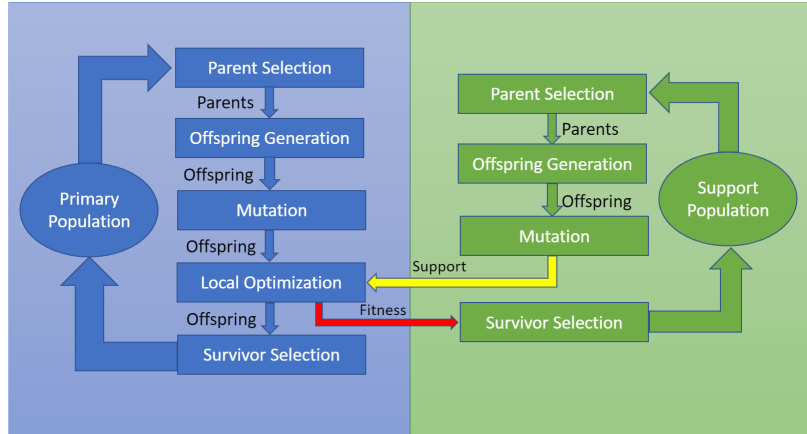 Parent Selection
Parents
Offspring Generation
Offspring
Mutation
Offspring
Local Optimization
Offspring
Survivor Selection
Primary
Population
Support
Fitness
Parent Selection
Parents
Offspring Generation
Offspring
Mutation
Survivor Selection
Support
Population